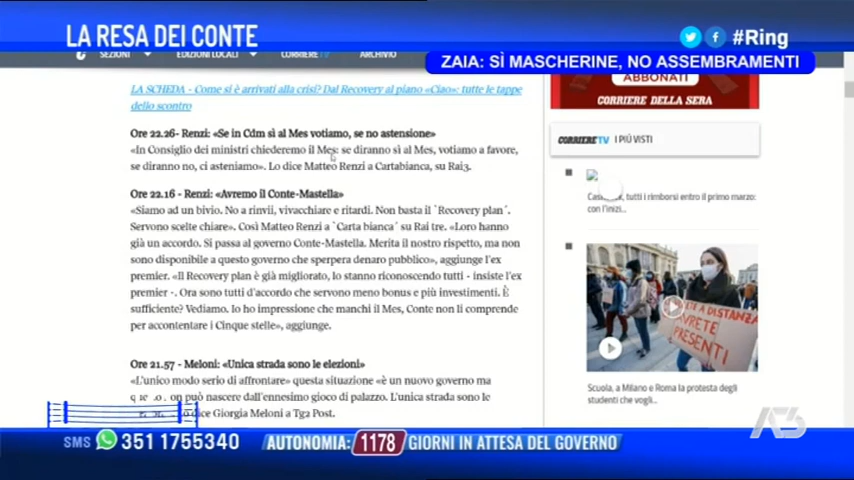 LA RESA DEI CONTE
#Ring
ZAIA: SÌ MASCHERINE, NO ASSEMBRAMENTI
SEZIONI
EDIZIONI LOCALI
CORRIERETV
ARCHIVIO
LA SCHEDA - Come si è arrivati alla crisi? Dal Recovery al piano «Ciao»: tutte le tappe
dello scontro
Ore 22.26- Renzi: «Se in Cdm sì al Mes votiamo, se no astensione»
«In Consiglio dei ministri chiederemo il Mes: se diranno sì al Mes, votiamo a favore,
se diranno no, ci asteniamo». Lo dice Matteo Renzi a Cartabianca, su Rai3.
Ore 22.16 - Renzi: «Avremo il Conte-Mastella»
«Siamo ad un bivio. No a rinvii, vivacchiare e ritardi. Non basta il `Recovery plan´.
Servono scelte chiare». Così Matteo Renzi a `Carta bianca´ su Rai tre. «Loro hanno
già un accordo. Si passa al governo Conte-Mastella. Merita il nostro rispetto, ma non
sono disponibile a questo governo che sperpera denaro pubblico», aggiunge l'ex
premier. «Il Recovery plan è già migliorato, lo stanno riconoscendo tutti - insiste l'ex
premier -. Ora sono tutti d'accordo che servono meno bonus e più investimenti. È
sufficiente? Vediamo. Io ho impressione che manchi il Mes, Conte non li comprende
per accontentare i Cinque stelle», aggiunge.
Ore 21.57 - Meloni: «Unica strada sono le elezioni»
«L'unico modo serio di affrontare» questa situazione «è un nuovo governo ma
on può nascere dall'ennesimo gioco di palazzo. L'unica strada sono le
dice Giorgia Meloni a Tg2 Post.
ABBONATI
CORRIERE DELLA SERA
CORRIERETV I PIÙ VISTI
tutti i rimborsi entro il primo marzo:
con l'inizi...
TE A DISTANZA
AVRETE
PRESENTI
Scuola, a Milano e Roma la protesta degli
studenti che vogli...
A3
SMS 351 1755340
AUTONOMIA: 1178 GIORNI IN ATTESA DEL GOVERNO